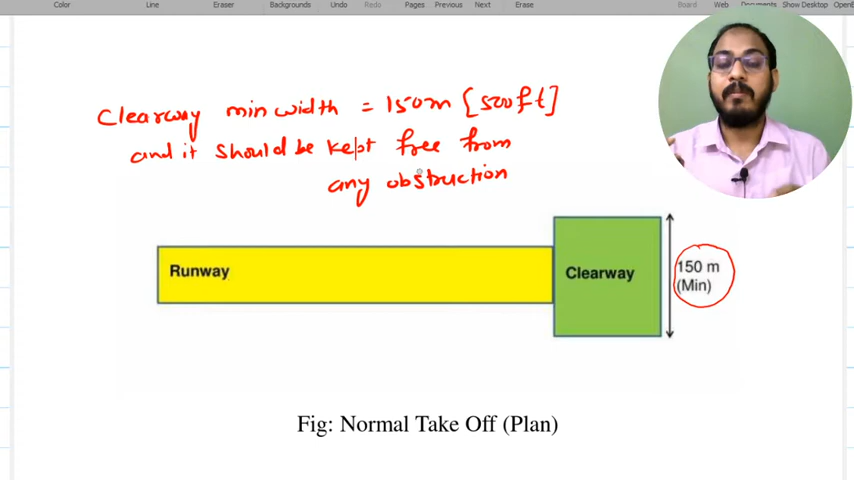 Color Line Eraser Backgrounds Undo Redo Pages Previous Next Erase Board Web Documents Show Desktop
Clearway min width = 150m [500ft]
and it should be kept free from
any obstruction
Runway
Clearway
150 m
(Min)
Fig: Normal Take Off (Plan)